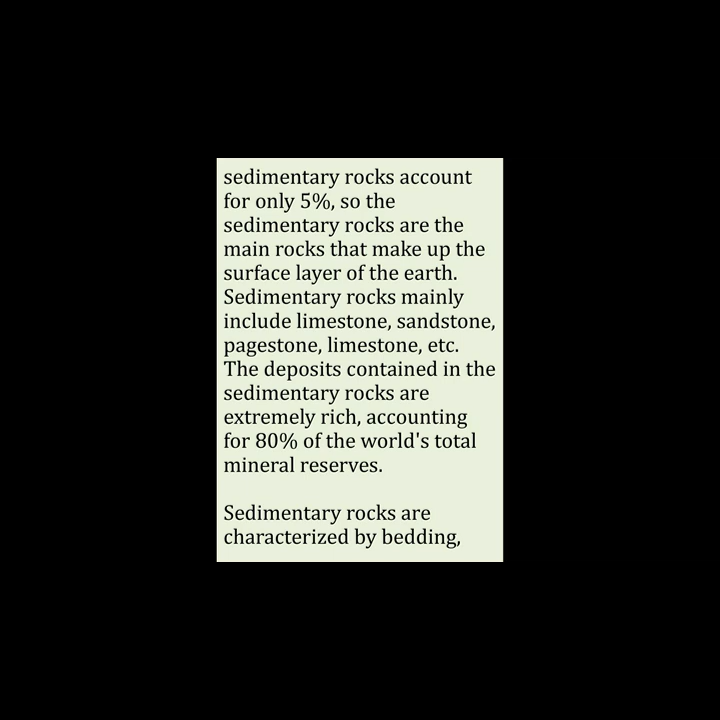 sedimentary rocks account
for only 5%, so the
sedimentary rocks are the
main rocks that make up the
surface layer of the earth.
Sedimentary rocks mainly
include limestone, sandstone,
pagestone, limestone, etc.
The deposits contained in the
sedimentary rocks are
extremely rich, accounting
for 80% of the world's total
mineral reserves.

Sedimentary rocks are
characterized by bedding,